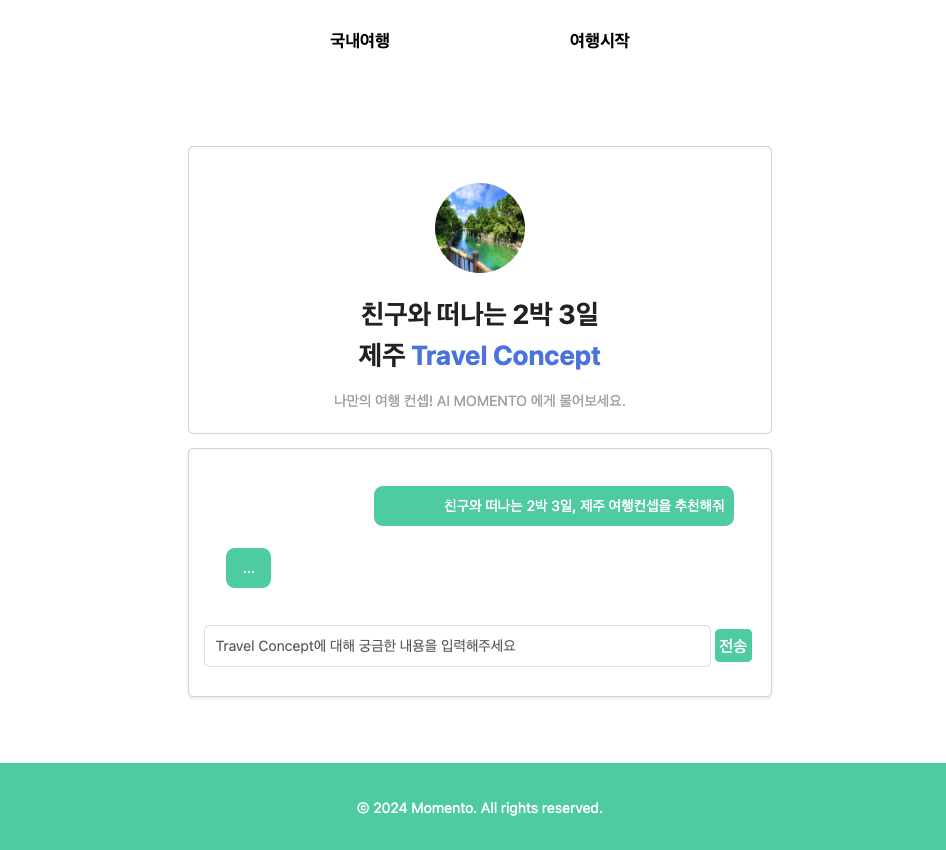 국내여행 여행시작
친구와 떠나는 2박 3일
제주 Travel Concept
나만의 여행 컨셉! AI MOMENTO 에게 물어보세요.
친구와 떠나는 2박 3일, 제주 여행컨셉을 추천해줘
...
Travel Concept에 대해 궁금한 내용을 입력해주세요 전송
© 2024 Momento. All rights reserved.